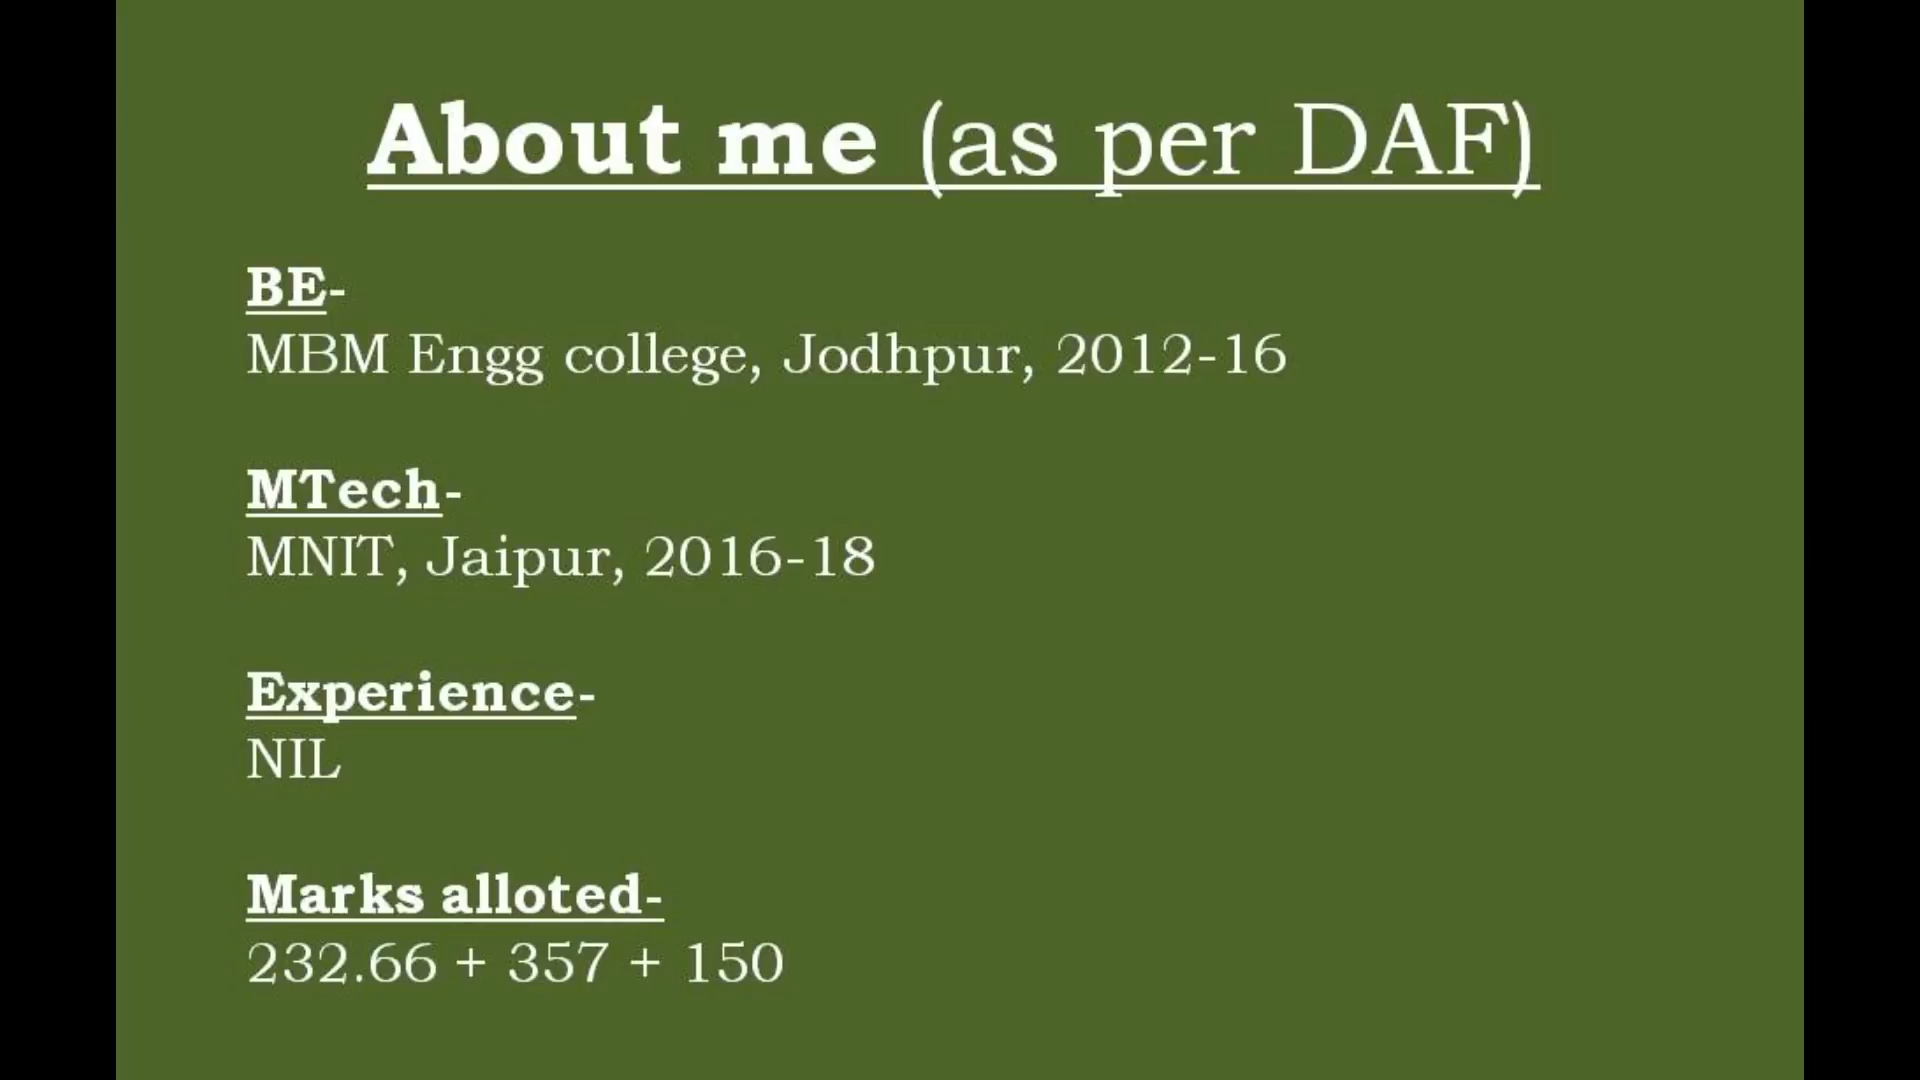 About me (as per DAF)
BE-
MBM Engg college, Jodhpur, 2012-16
MTech-
MNIT, Jaipur, 2016-18
Experience-
NIL
Marks alloted-
232.66 + 357 + 150